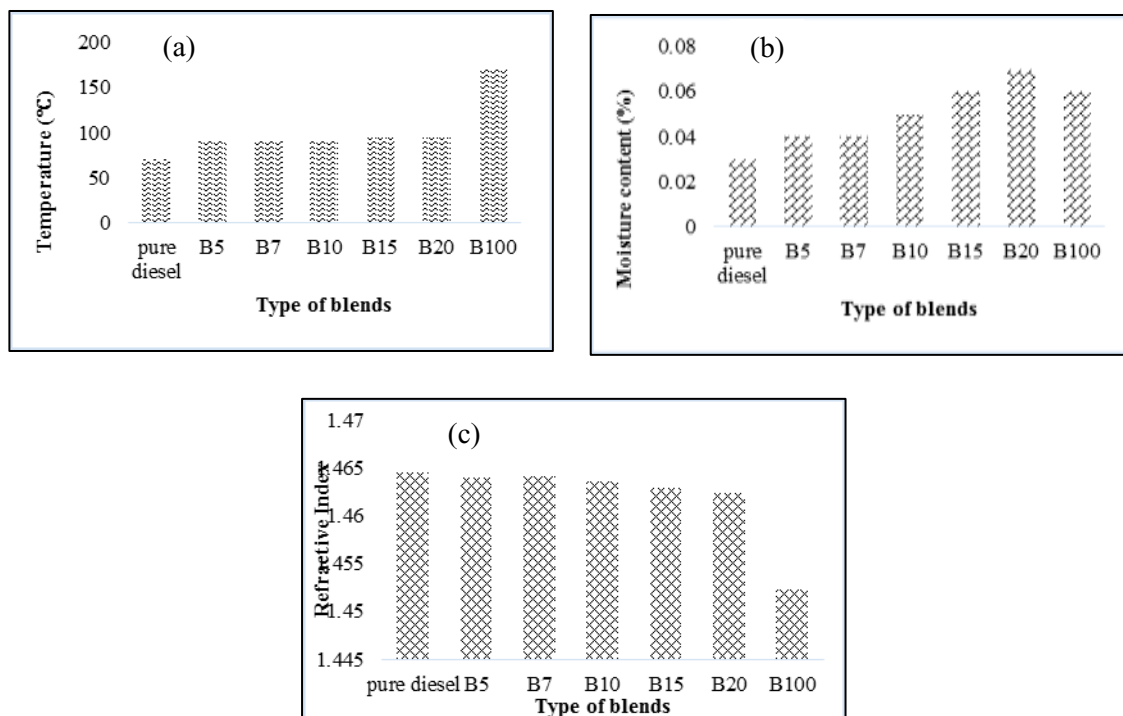 (a)
Temperature (℃)
200
150
100
50
0
pure diesel B5 B7 B10 B15 B20 B100
Type of blends
(b)
Moisture content (%)
0.08
0.06
0.04
0.02
0
pure diesel B5 B7 B10 B15 B20 B100
Type of blends
(c)
Refractive Index
1.47
1.465
1.46
1.455
1.45
1.445
pure diesel B5 B7 B10 B15 B20 B100
Type of blends